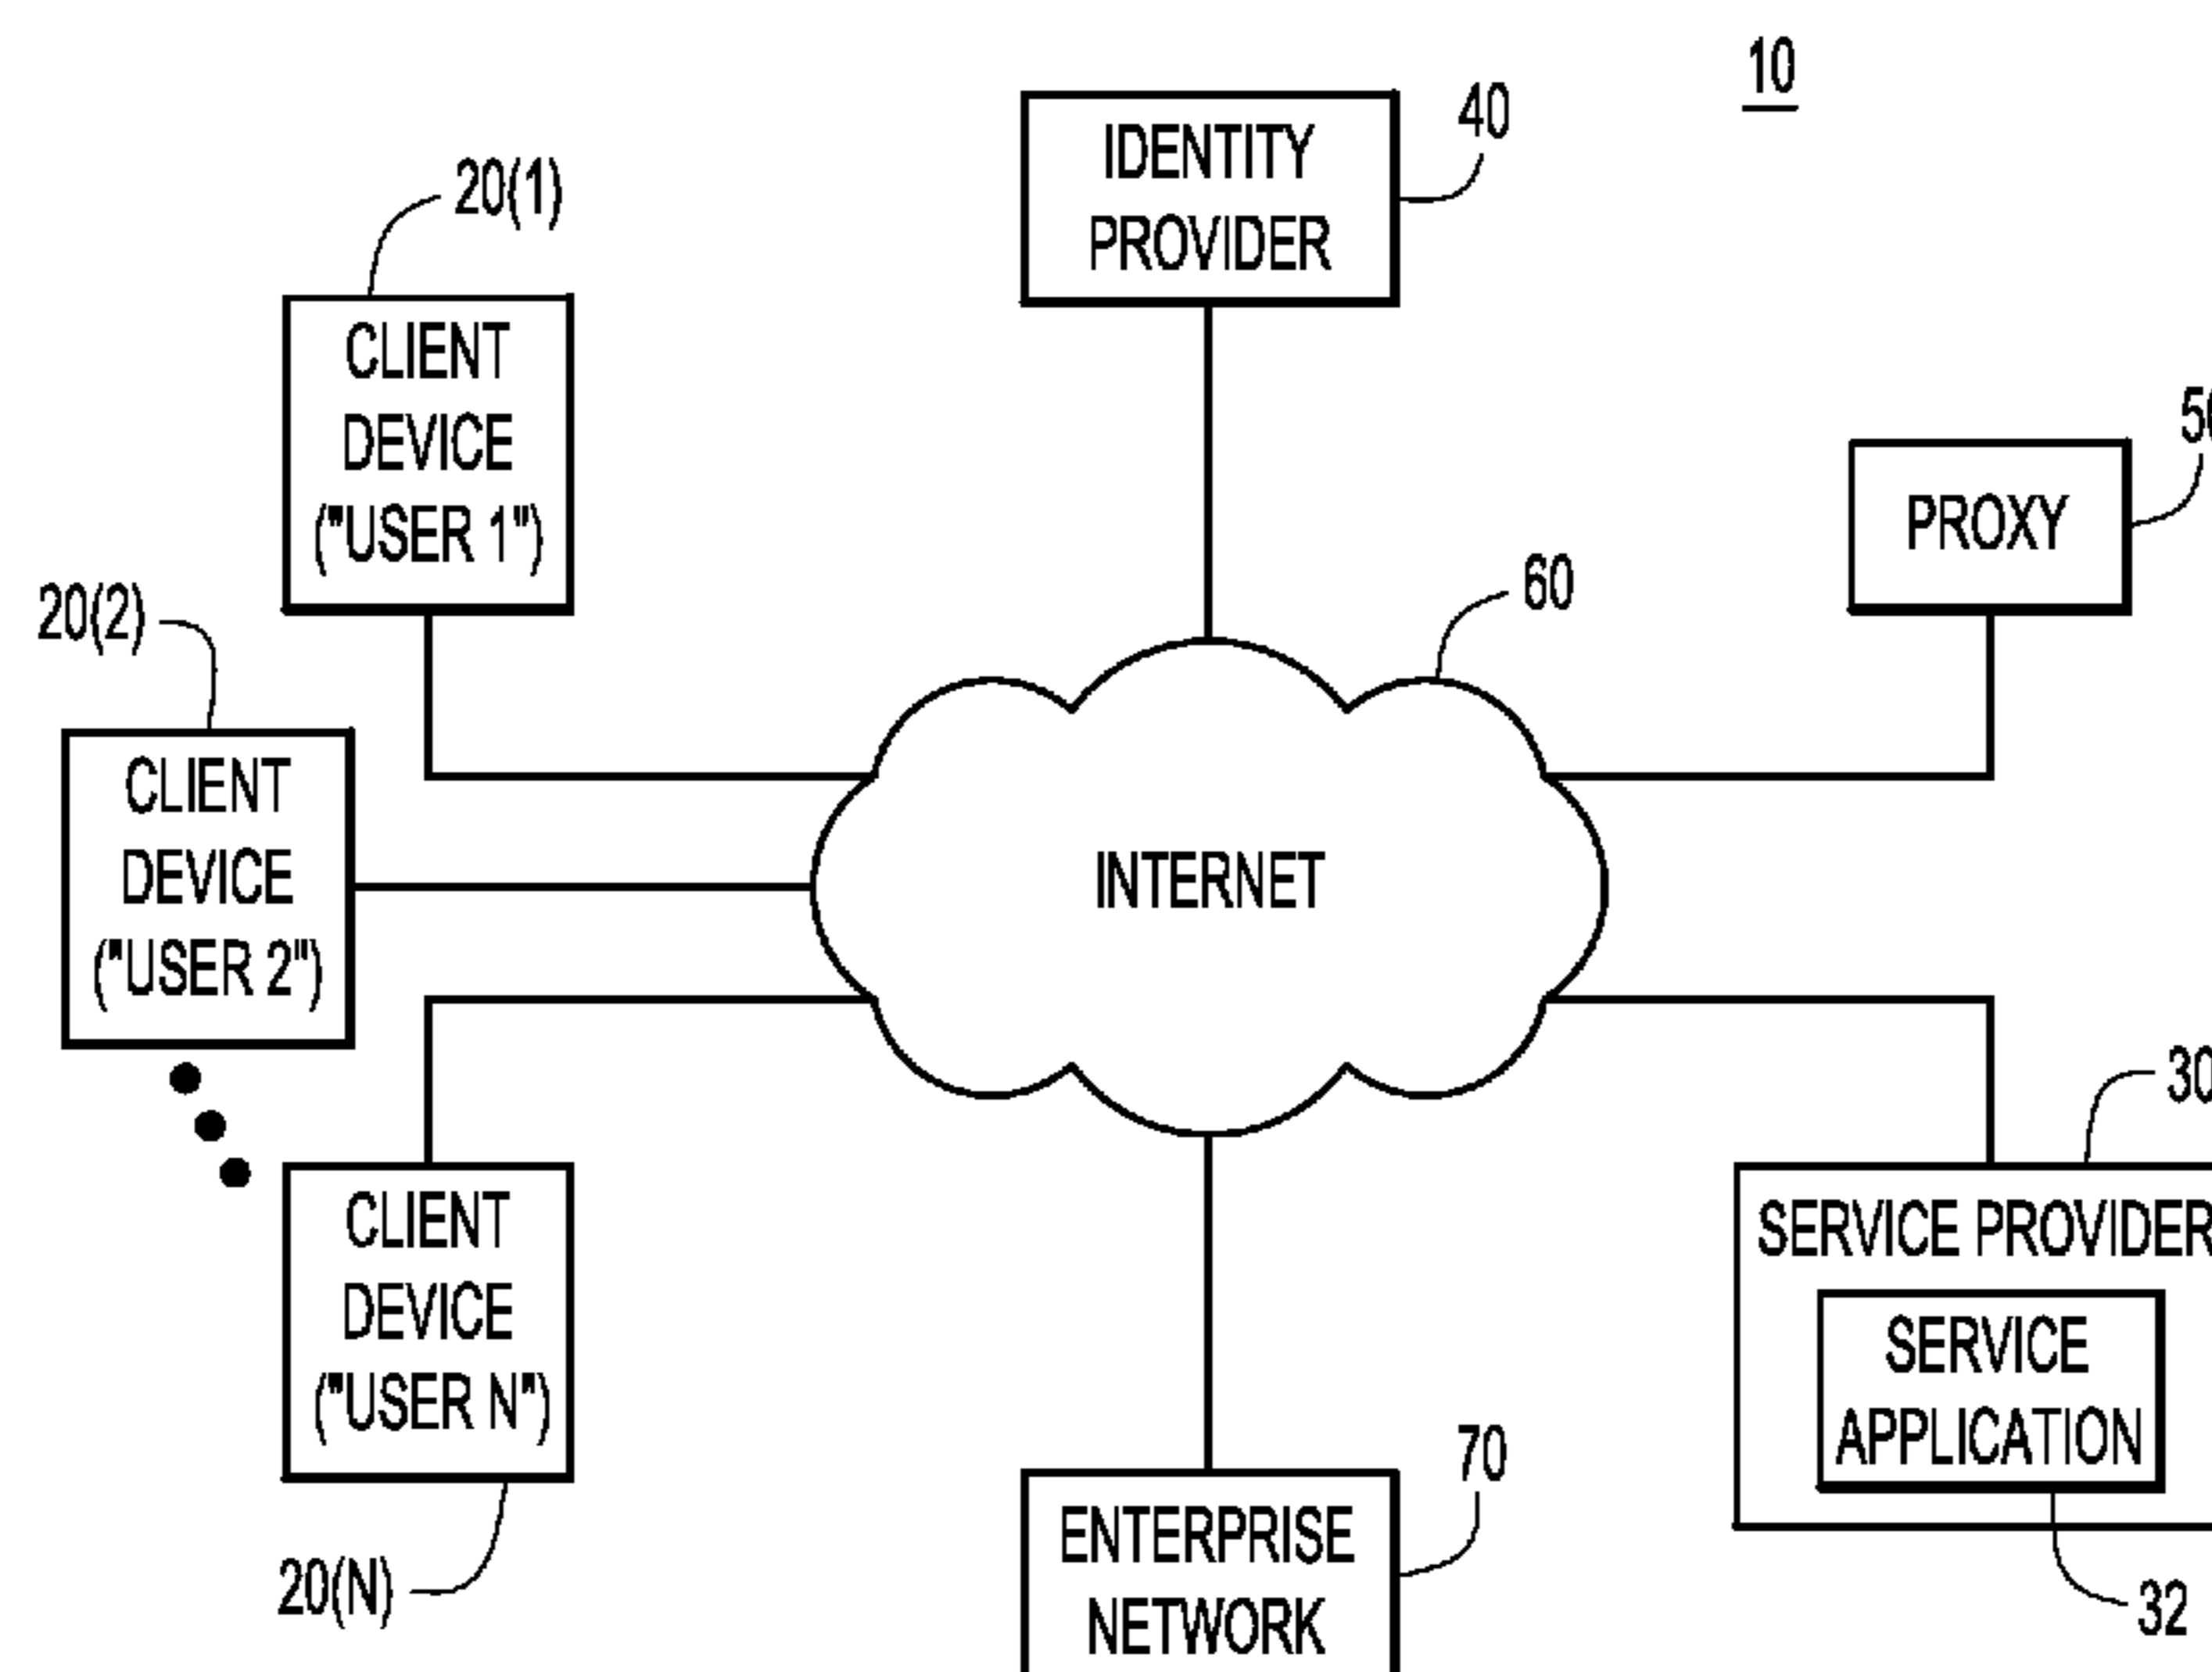 10
40
IDENTITY
PROVIDER
20(1)
CLIENT
DEVICE
("USER 1")
PROXY
60
20(2)
CLIENT
DEVICE
("USER 2")
INTERNET
30
SERVICE PROVIDER
SERVICE
APPLICATION
32
CLIENT
DEVICE
("USER N")
20(N)
70
ENTERPRISE
NETWORK